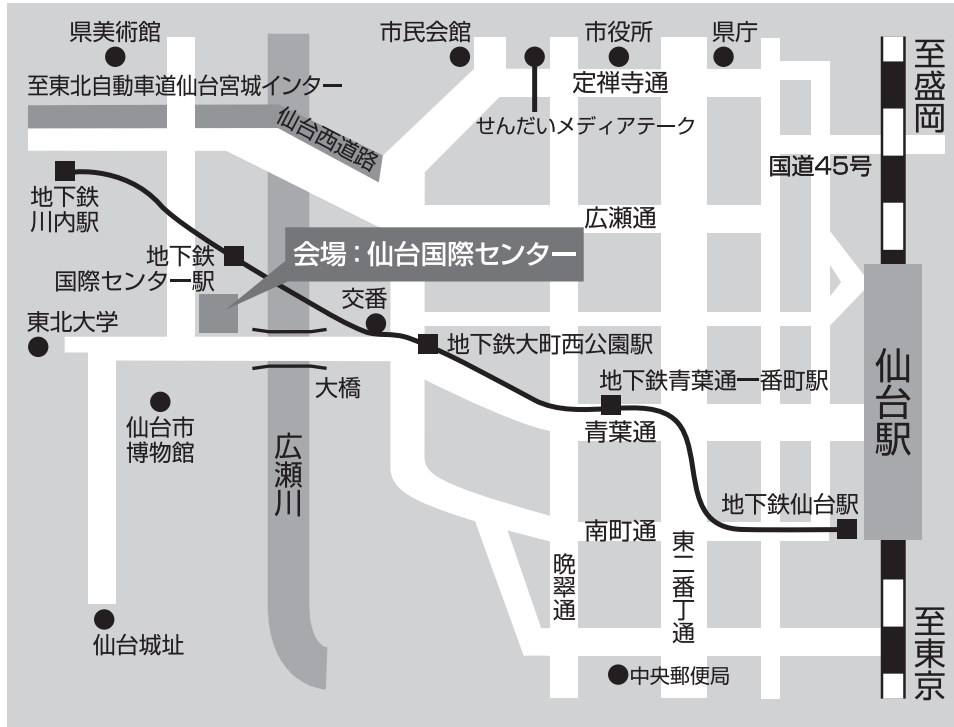 県美術館
市民会館
市役所
県庁
至盛岡
至東北自動車道仙台宮城インター
定禅寺通
仙台西道路
せんだいメディアテーク
国道45号
地下鉄
川内駅
広瀬通
地下鉄
国際センター駅
会場：仙台国際センター
交番
東北大学
地下鉄大町西公園駅
大橋
地下鉄青葉通一番町駅
仙台駅
仙台市
博物館
青葉通
広瀬川
地下鉄仙台駅
南町通
晩翠通
東二番丁通
仙台城址
中央郵便局
至東京